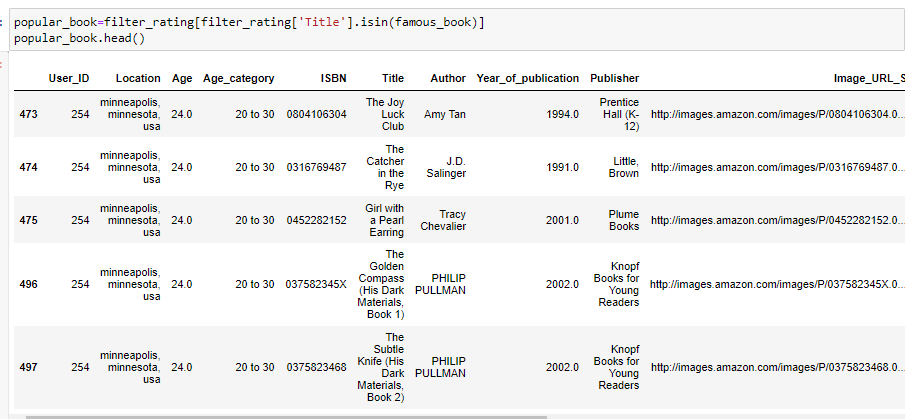 popular_book=filter_rating[filter_rating['Title'].isin(famous_book)]
popular_book.head()
User_ID Location Age Age_category ISBN Title Author Year_of_publication Publisher Image_URL_S
473 254 minneapolis, minnesota, usa 24.0 20 to 30 0804106304 The Joy Luck Club Amy Tan 1994.0 Prentice Hall (K-12) http://images.amazon.com/images/P/0804106304.0...
474 254 minneapolis, minnesota, usa 24.0 20 to 30 0316769487 The Catcher in the Rye J.D. Salinger 1991.0 Little, Brown http://images.amazon.com/images/P/0316769487.0...
475 254 minneapolis, minnesota, usa 24.0 20 to 30 0452282152 Girl with a Pearl Earring Tracy Chevalier 2001.0 Plume Books http://images.amazon.com/images/P/0452282152.0...
496 254 minneapolis, minnesota, usa 24.0 20 to 30 037582345X The Golden Compass (His Dark Materials, Book 1) PHILIP PULLMAN 2002.0 Knopf Books for Young Readers http://images.amazon.com/images/P/037582345X.0...
497 254 minneapolis, minnesota, usa 24.0 20 to 30 0375823468 The Subtle Knife (His Dark Materials, Book 2) PHILIP PULLMAN 2002.0 Knopf Books for Young Readers http://images.amazon.com/images/P/0375823468.0...